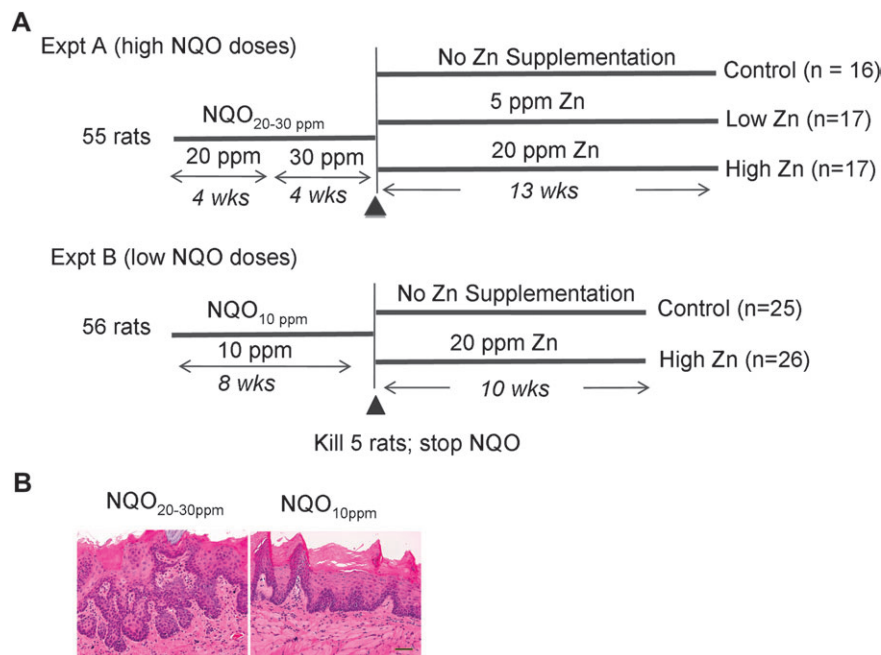 A
Expt A (high NQO doses)
No Zn Supplementation
Control (n = 16)
NQO20-30 ppm
5 ppm Zn
Low Zn (n=17)
55 rats
20 ppm
30 ppm
20 ppm Zn
High Zn (n=17)
4 wks
4 wks
13 wks
Expt B (low NQO doses)
No Zn Supplementation
Control (n=25)
56 rats
NQO10 ppm
10 ppm
20 ppm Zn
High Zn (n=26)
8 wks
10 wks
Kill 5 rats; stop NQO
B
NQO20-30ppm
NQO10ppm